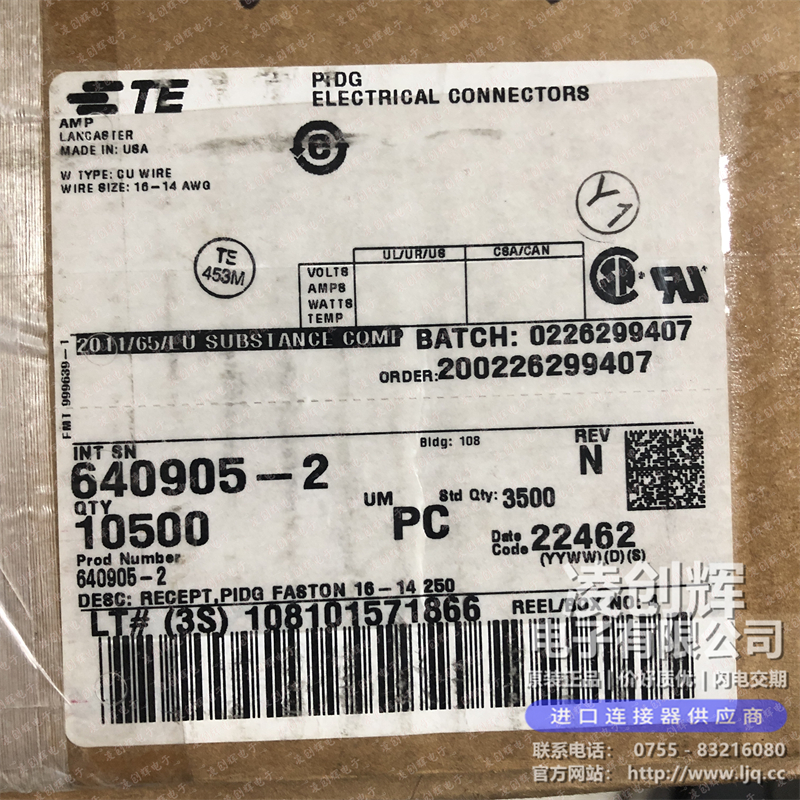 TE
PIDG
ELECTRICAL CONNECTORS
AMP
LANCASTER
MADE IN: USA
W TYPE: CU WIRE
WIRE SIZE: 16-14 AWG
Y1
TE
453M
UL/UR/US
CSA/CAN
VOLTS
AMPS
WATTS
TEMP
2011/65/EU SUBSTANCE COMP
BATCH: 0226299407
ORDER: 200226299407
FMT 999639-1
INT SN
640905-2
Bldg: 108
REV
N
QTY
10500
UM
PC
Std Qty: 3500
Date
Code 22462
(YYWW)(D)(S)
Prod Number
640905-2
DESC: RECEPT,PIDG FASTON 16-14 250
LT# (3S) 108101571866
REEL/BOX NO:
凌创辉
电子有限公司
原装正品|价好质优|闪电交期
进口连接器供应商
联系电话: 0755-83216080
官方网站: http://www.ljq.cc